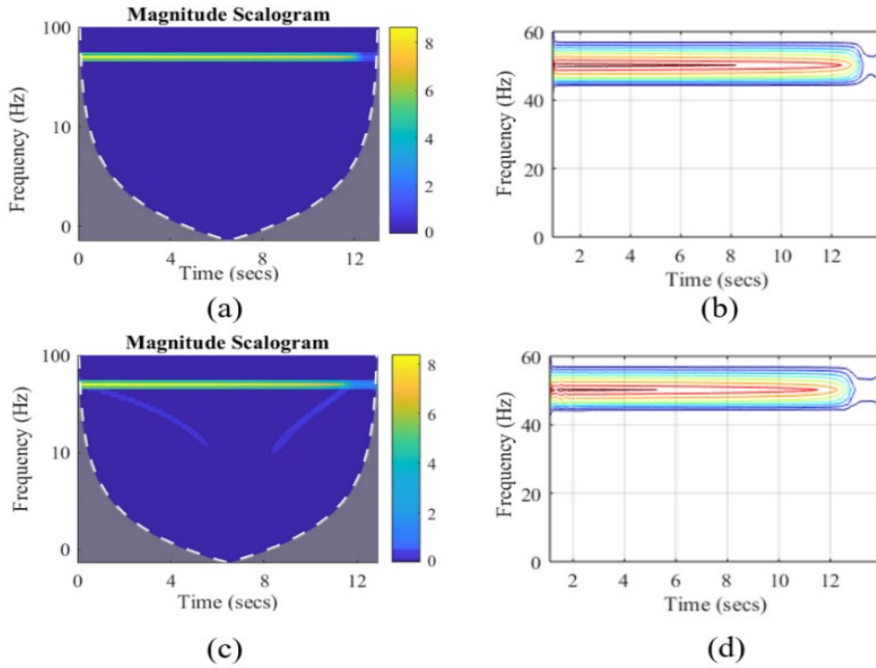 Magnitude Scalogram
100
10
0
Frequency (Hz)
0 4 8 12
Time (secs)
8
6
4
2
0
(a)
60
40
20
0
Frequency (Hz)
2 4 6 8 10 12
Time (secs)
(b)
Magnitude Scalogram
100
10
0
Frequency (Hz)
0 4 8 12
Time (secs)
8
6
4
2
0
(c)
60
40
20
0
Frequency (Hz)
2 4 6 8 10 12
Time (secs)
(d)